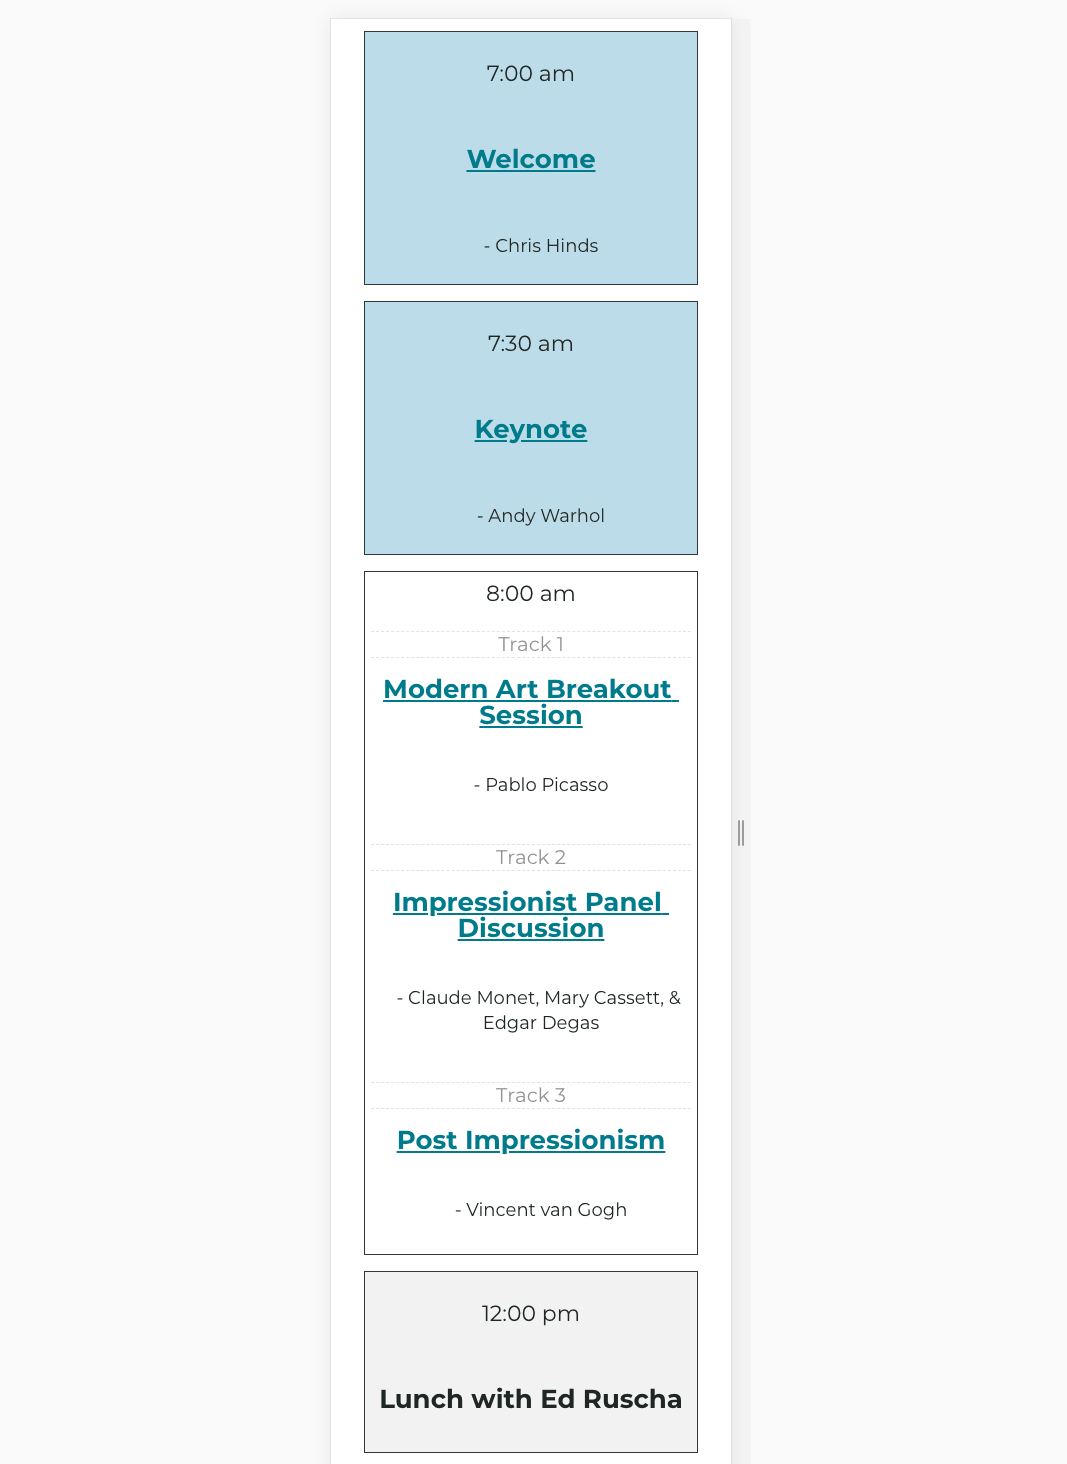 7:00 am
Welcome
- Chris Hinds
7:30 am
Keynote
- Andy Warhol
8:00 am
Track 1
Modern Art Breakout
Session
- Pablo Picasso
Track 2
Impressionist Panel
Discussion
- Claude Monet, Mary Cassett, &
Edgar Degas
Track 3
Post Impressionism
- Vincent van Gogh
12:00 pm
Lunch with Ed Ruscha